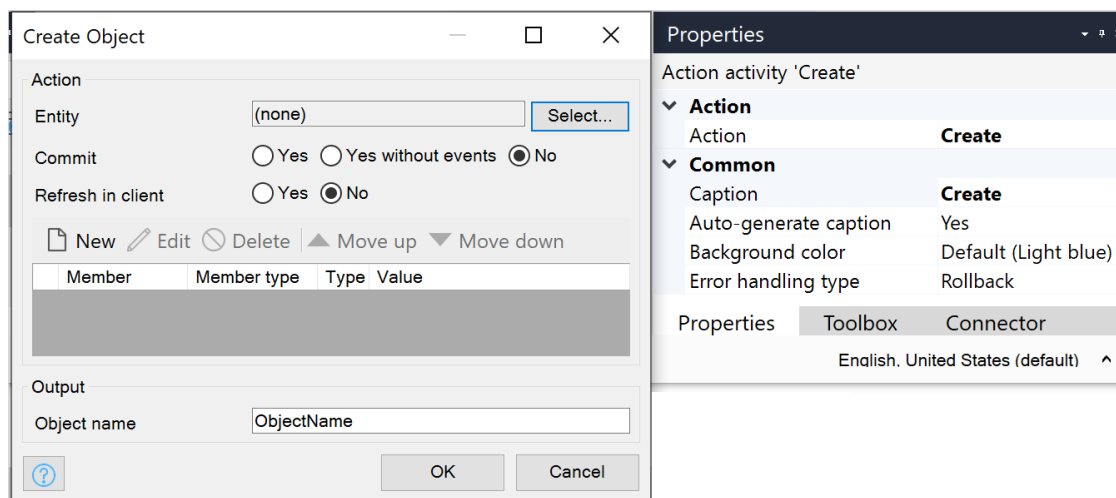 Create Object
Action
Entity (none) Select...
Commit Yes Yes without events No
Refresh in client Yes No
New Edit Delete Move up Move down
Member Member type Type Value
Output
Object name ObjectName
? OK Cancel
Properties
Action activity 'Create'
Action
Action Create
Common
Caption Create
Auto-generate caption Yes
Background color Default (Light blue)
Error handling type Rollback
Properties Toolbox Connector
English, United States (default)